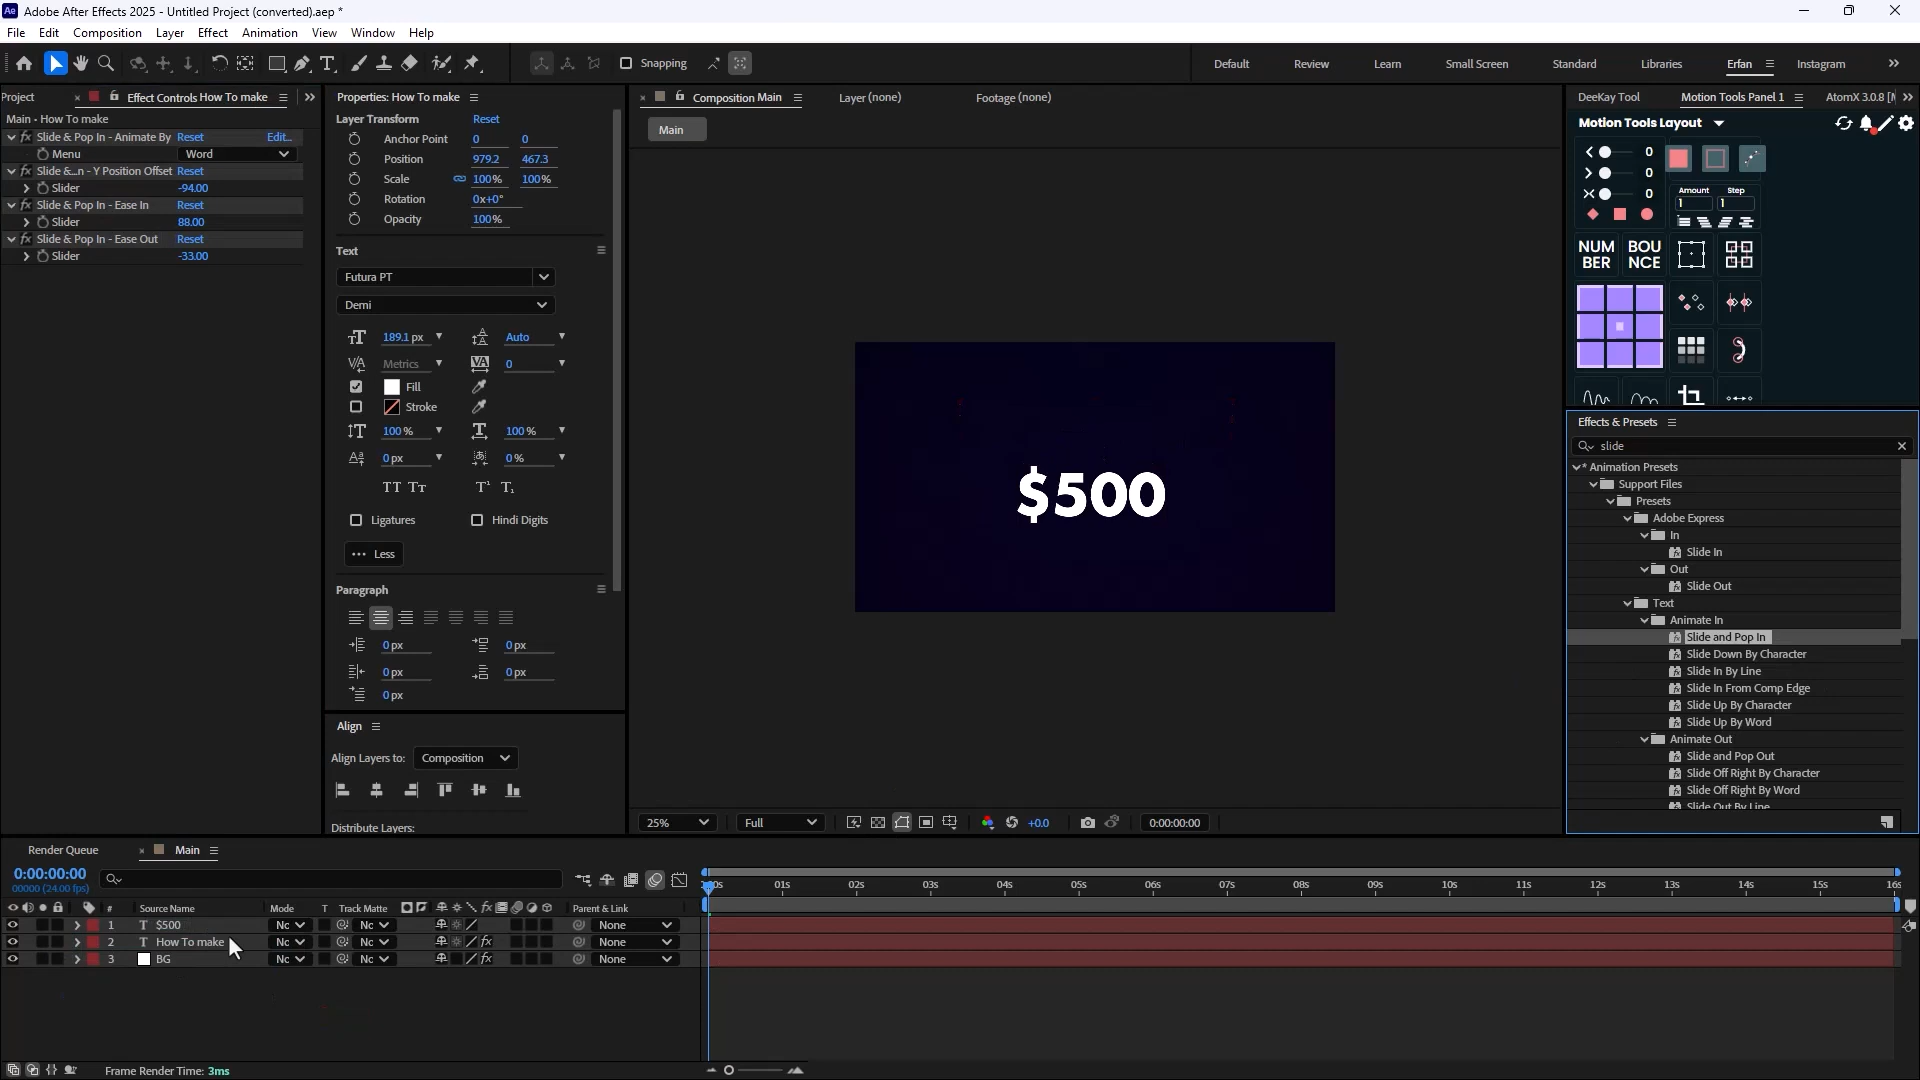 Ae Adobe After Effects 2025 - Untitled Project (converted).aep *
File Edit Composition Layer Effect Animation View Window Help
Snapping
Default Review Learn Small Screen Standard Libraries Erfan Instagram
Project Effect Controls How To make
Main - How To make
Slide & Pop In - Animate By Reset Edit...
Menu Word
Slide &...n - Y Position Offset Reset
Slider -94.00
Slide & Pop In - Ease In Reset
Slider 88.00
Slide & Pop In - Ease Out Reset
Slider -33.00
Properties: How To make
Layer Transform Reset
Anchor Point 0 0
Position 979.2 467.3
Scale 100% 100%
Rotation 0x+0°
Opacity 100%
Text
Futura PT
Demi
189.1 px Auto
Metrics 0
Fill
Stroke
100 % 100 %
0 px 0 %
TT Tт T¹ T₁
Ligatures Hindi Digits
... Less
Paragraph
0 px 0 px
0 px 0 px
0 px
Align
Align Layers to: Composition
Distribute Layers:
Composition Main Layer (none) Footage (none)
Main
$500
25% Full +0.0 0:00:00:00
DeeKay Tool Motion Tools Panel 1 AtomX 3.0.8 [M
Motion Tools Layout
0
0
0
Amount Step
1 1
NUM
BER
BOU
NCE
Effects & Presets
slide
* Animation Presets
Support Files
Presets
Adobe Express
In
Slide In
Out
Slide Out
Text
Animate In
Slide and Pop In
Slide Down By Character
Slide In By Line
Slide In From Comp Edge
Slide Up By Character
Slide Up By Word
Animate Out
Slide and Pop Out
Slide Off Right By Character
Slide Off Right By Word
Slide Out By Line
Render Queue Main
0:00:00:00
00000 (24.00 fps)
# Source Name Mode T Track Matte fx Parent & Link
1 T $500 Nc Nc None
2 T How To make Nc Nc fx None
3 BG Nc Nc fx None
01s 02s 03s 04s 05s 06s 07s 08s 09s 10s 11s 12s 13s 14s 15s 16s
Frame Render Time: 3ms